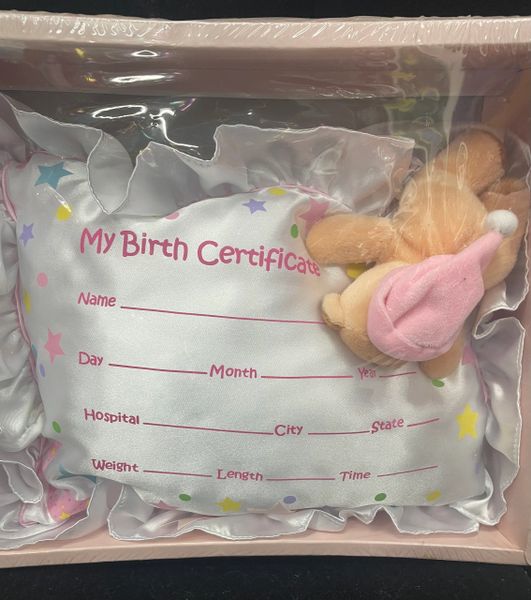 My Birth Certificate
Name
Day Month Year
Hospital City State
Weight Length Time